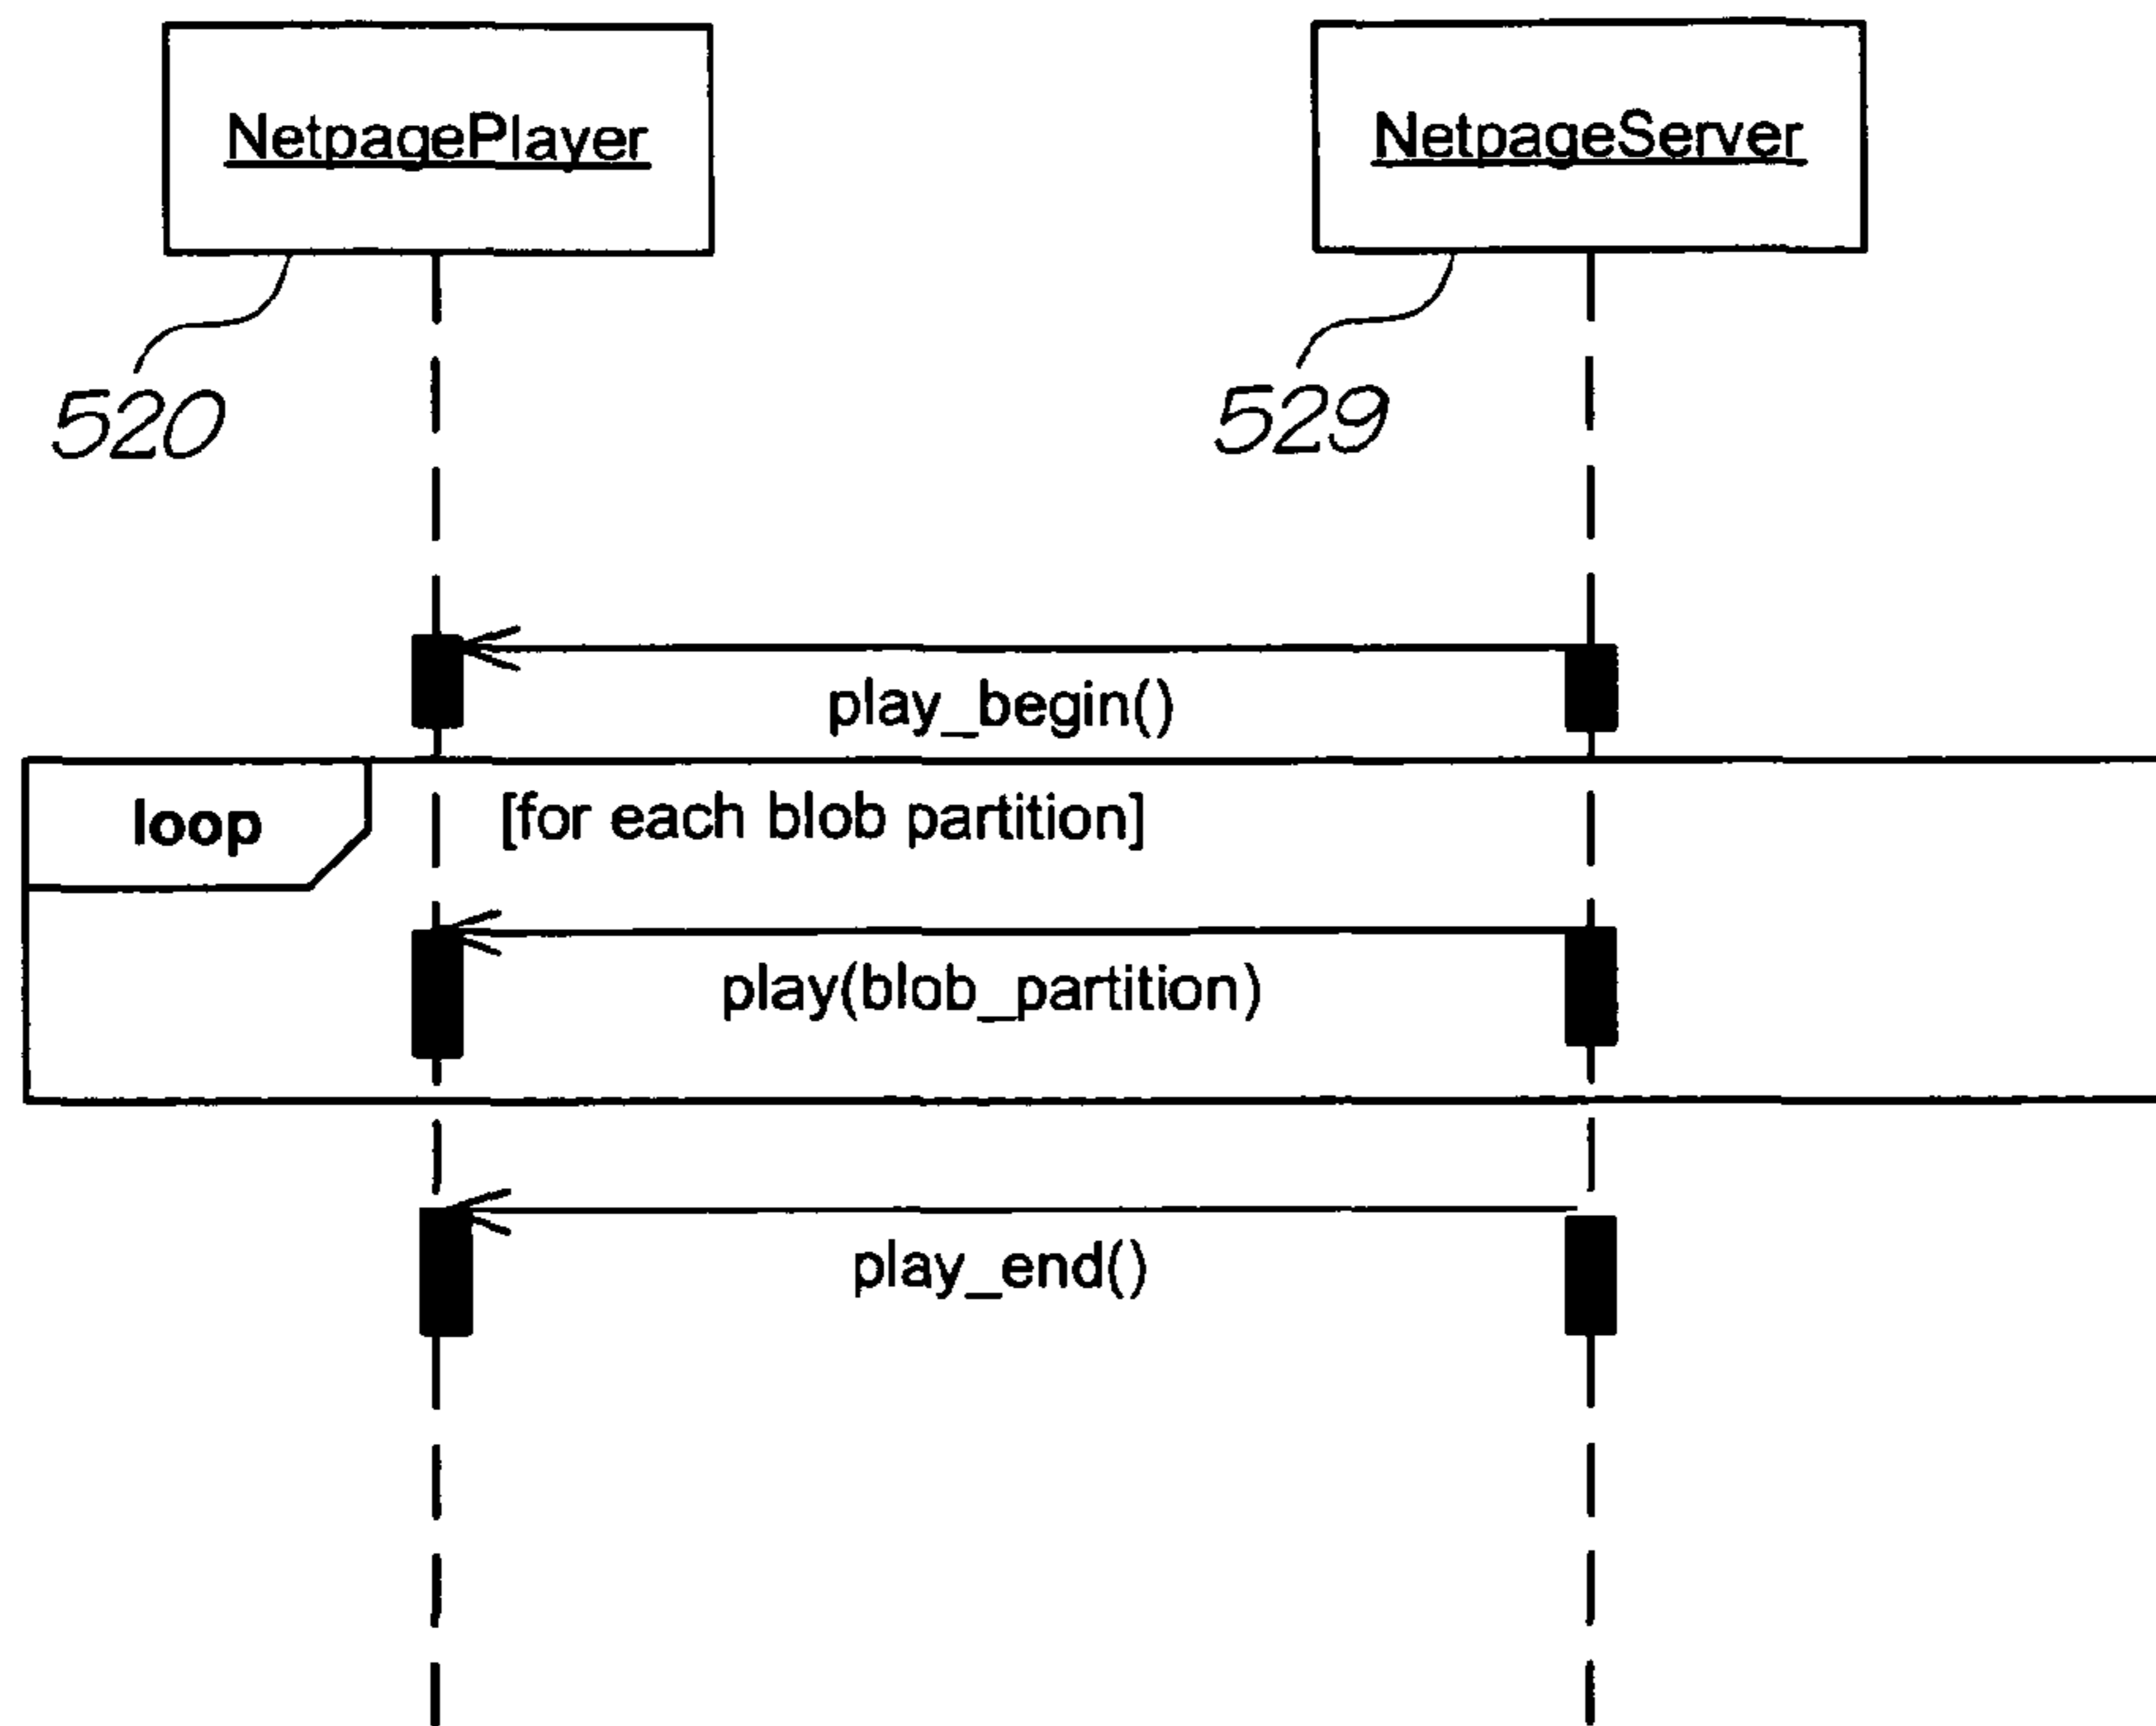 NetpagePlayer
NetpageServer
520
529
play_begin()
loop
[for each blob partition]
play(blob_partition)
play_end()